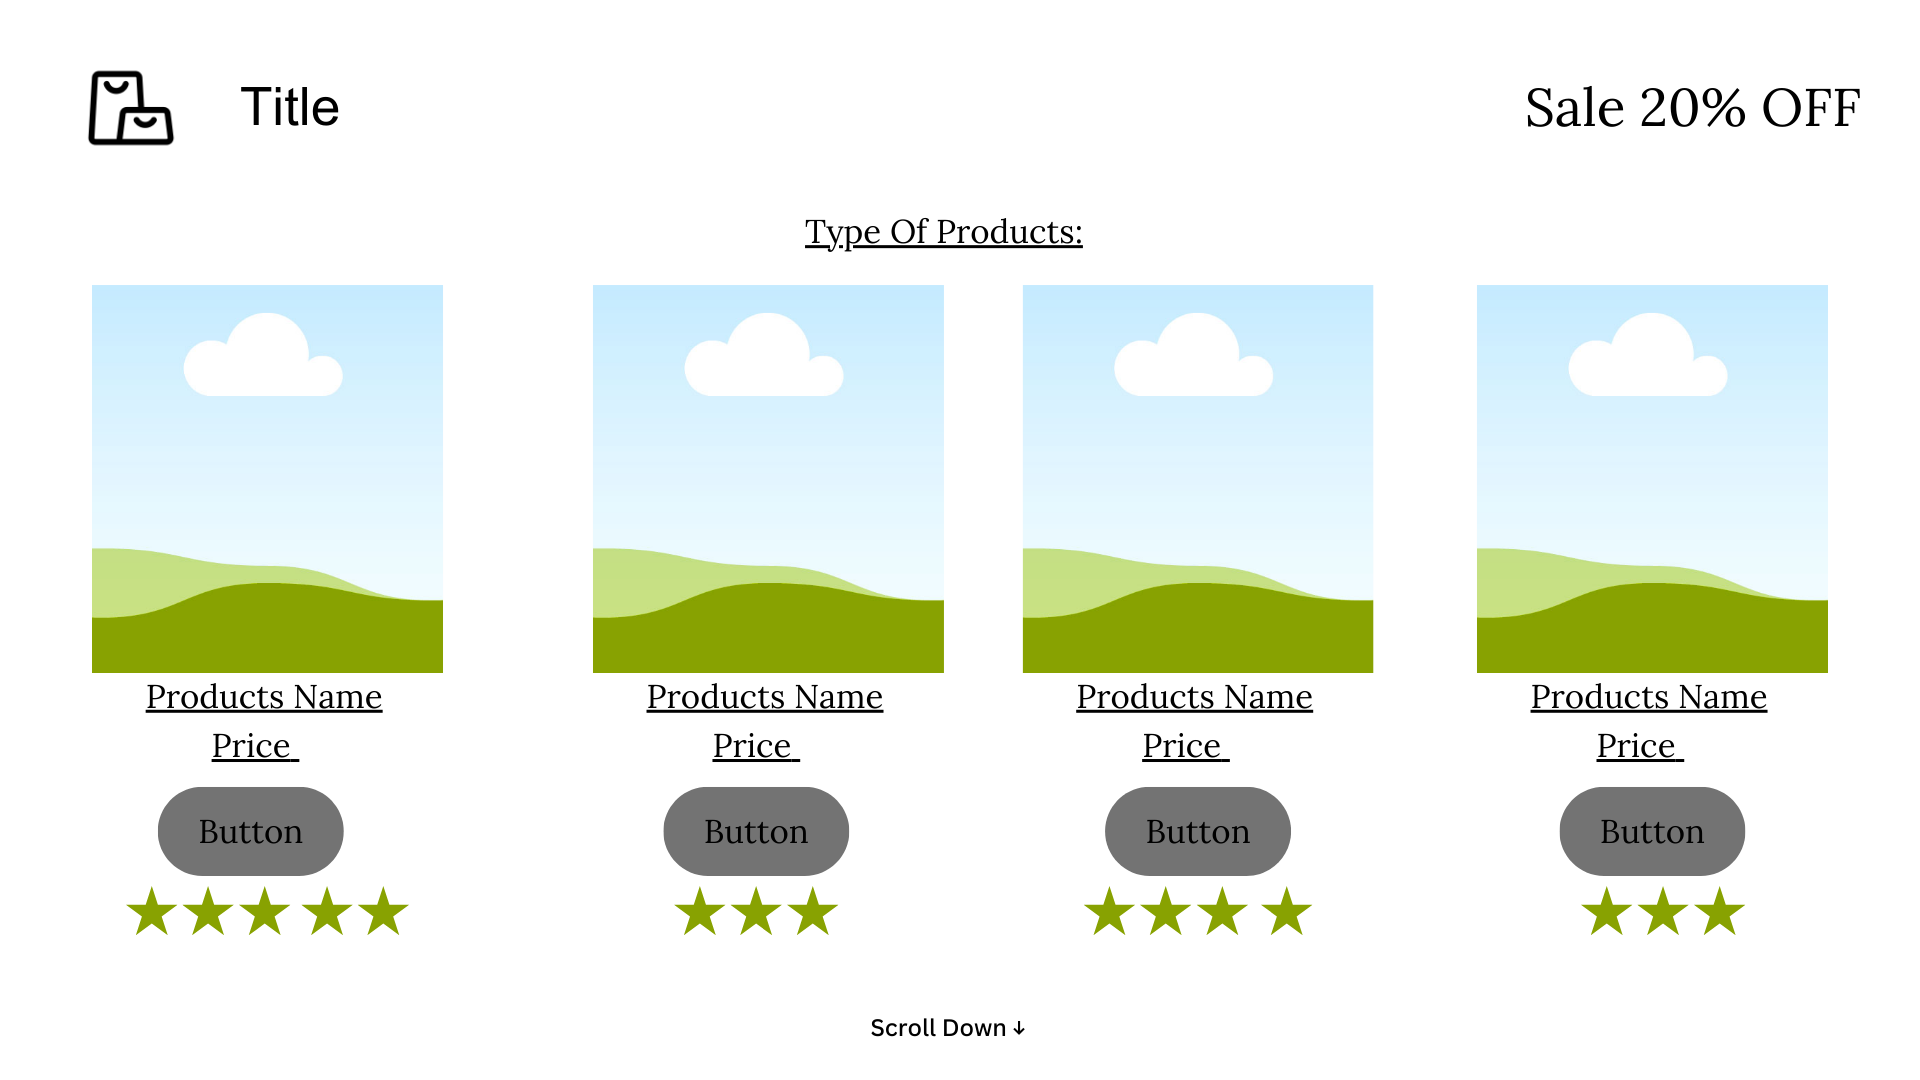 Title
Sale 20% OFF
Type Of Products:
Products Name
Price
Button
Products Name
Price
Button
Products Name
Price
Button
Products Name
Price
Button
Scroll Down ↓